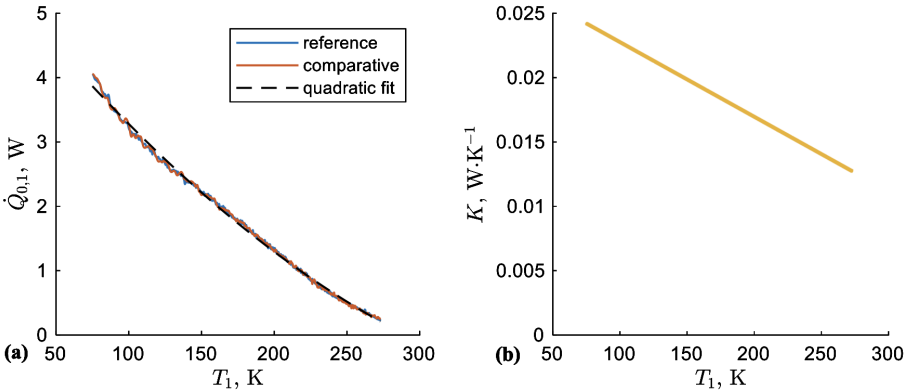 5
4
3
2
1
0
Q̇0,1, W
reference
comparative
quadratic fit
50 100 150 200 250 300
T1, K
(a)
0.025
0.02
0.015
0.01
0.005
0
K, W·K−1
50 100 150 200 250 300
T1, K
(b)